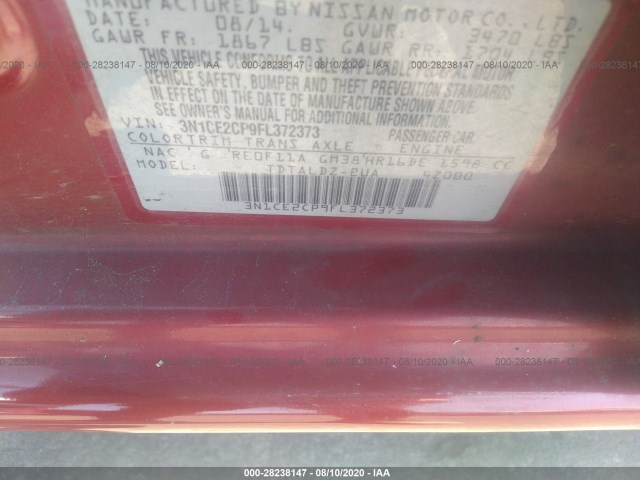 MANUFACTURED BY NISSAN MOTOR CO., LTD.
DATE: 08/14 GVWR: 3470 LBS
GAWR FR: 1867 LBS GAWR RR: 1704
THIS VEHICLE CONFORMS TO ALL APPLICABLE FEDERAL MOTOR
VEHICLE SAFETY, BUMPER AND THEFT PREVENTION STANDARDS
IN EFFECT ON THE DATE OF MANUFACTURE SHOWN ABOVE.
SEE OWNER'S MANUAL FOR ADDITIONAL INFORMATION.
VIN: 3N1CE2CP9FL372373 PASSENGER CAR
COLOR TRIM TRANS AXLE ENGINE
NAC G RE0F11A GM38 HR16DE 1598 CC
MODEL: TDTALDZ-EUA
3N1CE2CP9FL372373
000-28238147 - 08/10/2020 - IAA